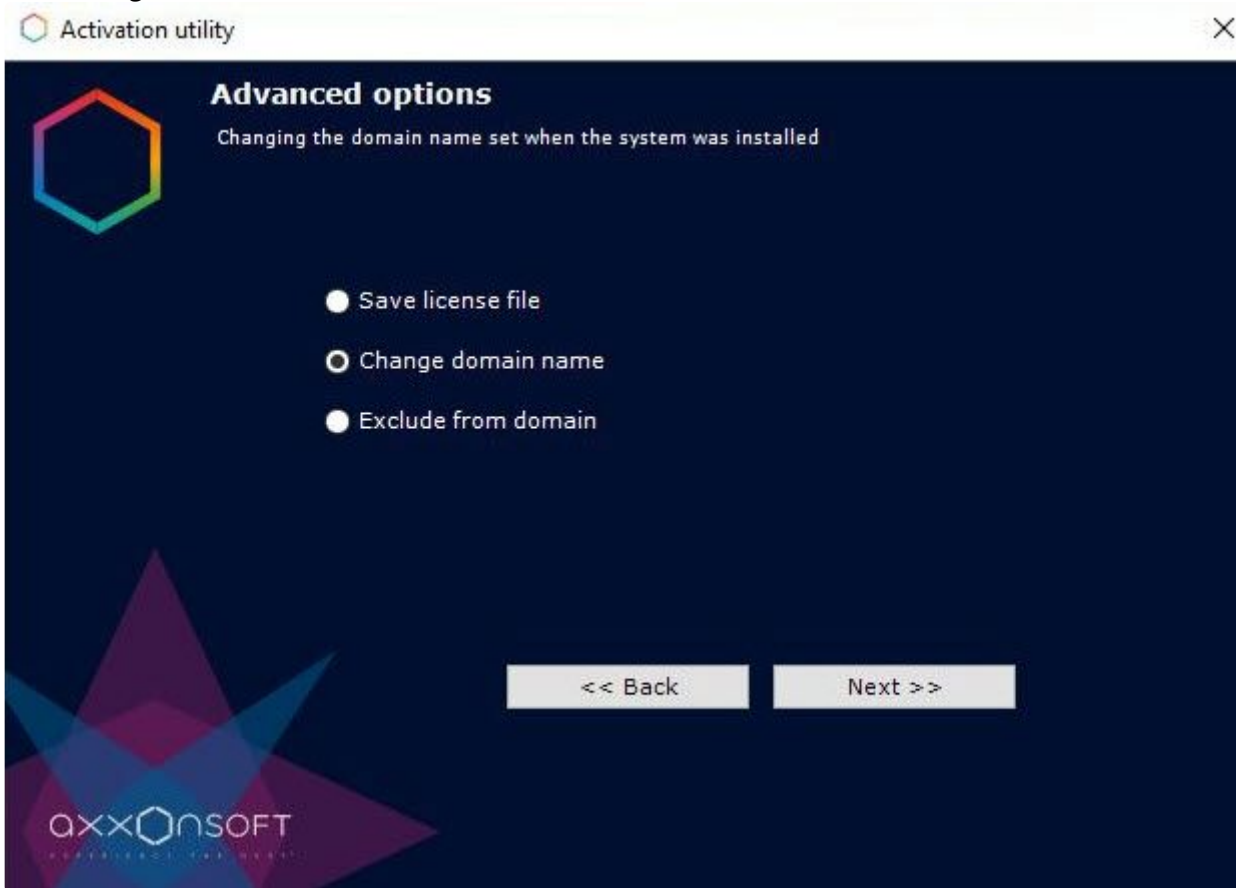 Activation utility
Advanced options
Changing the domain name set when the system was installed
Save license file
Change domain name
Exclude from domain
<< Back
Next >>
axxonsoft